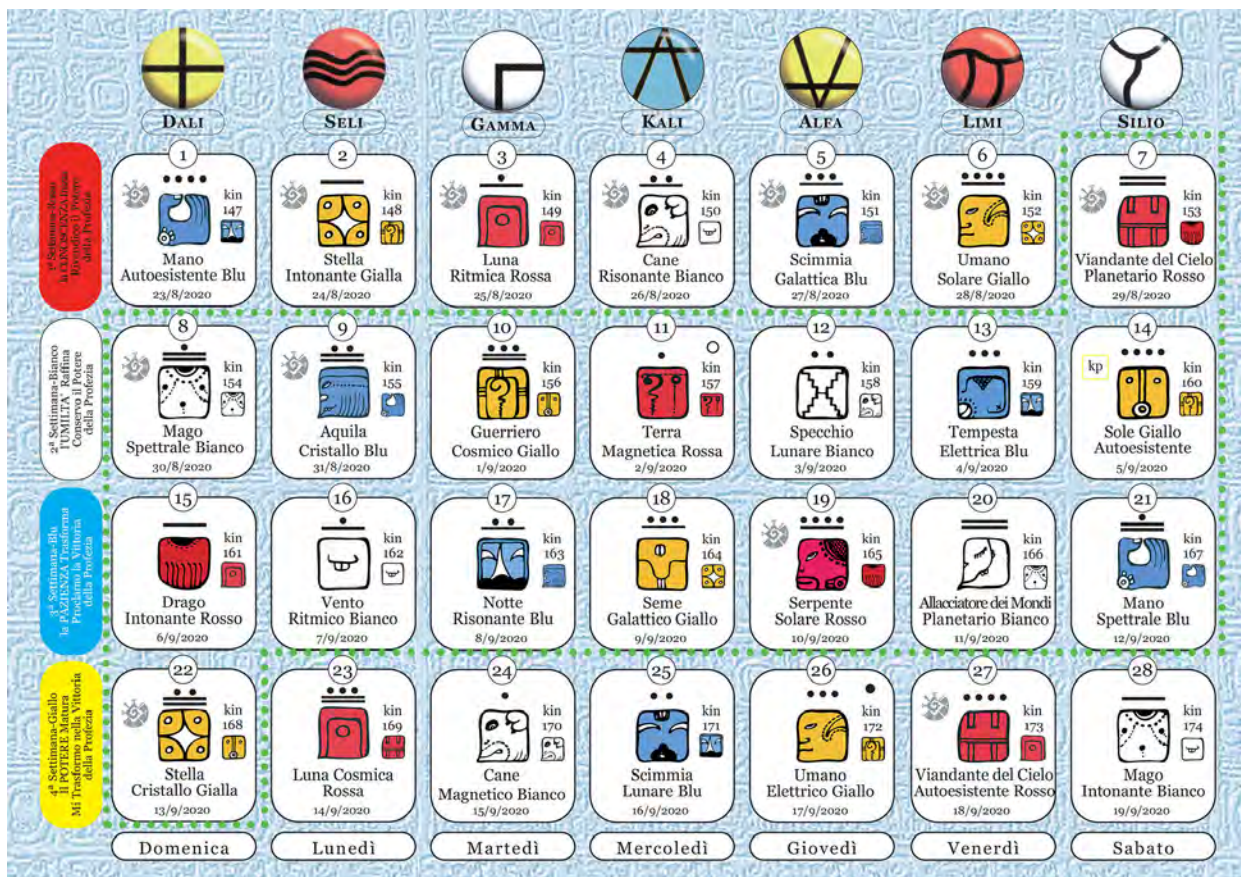 DALI
SELI
GAMMA
KALI
ALFA
LIMI
SILIO
1ª Settimana-Rosso
Rivendico il Potere
della Profezia
1
kin
147
Mano
Autoesistente Blu
23/8/2020
2
kin
148
Stella
Intonante Gialla
24/8/2020
3
kin
149
Luna
Ritmica Rossa
25/8/2020
4
kin
150
Cane
Risonante Bianco
26/8/2020
5
kin
151
Scimmia
Galattica Blu
27/8/2020
6
kin
152
Umano
Solare Giallo
28/8/2020
7
kin
153
Viandante del Cielo
Planetario Rosso
29/8/2020
2ª Settimana-Bianco
l'UMILTA' Raffina
Conservo il Potere
della Profezia
8
kin
154
Mago
Spettrale Bianco
30/8/2020
9
kin
155
Aquila
Cristallo Blu
31/8/2020
10
kin
156
Guerriero
Cosmico Giallo
1/9/2020
11
kin
157
Terra
Magnetica Rossa
2/9/2020
12
kin
158
Specchio
Lunare Bianco
3/9/2020
13
kin
159
Tempesta
Elettrica Blu
4/9/2020
14
kp
kin
160
Sole Giallo
Autoesistente
5/9/2020
3ª Settimana-Blu
la PAZIENZA Trasforma
Proclamo la Vittoria
della Profezia
15
kin
161
Drago
Intonante Rosso
6/9/2020
16
kin
162
Vento
Ritmico Bianco
7/9/2020
17
kin
163
Notte
Risonante Blu
8/9/2020
18
kin
164
Seme
Galattico Giallo
9/9/2020
19
kin
165
Serpente
Solare Rosso
10/9/2020
20
kin
166
Allacciatore dei Mondi
Planetario Bianco
11/9/2020
21
kin
167
Mano
Spettrale Blu
12/9/2020
4ª Settimana-Giallo
Il POTERE Matura
Mi Trasformo nella Vittoria
della Profezia
22
kin
168
Stella
Cristallo Gialla
13/9/2020
23
kin
169
Luna Cosmica
Rossa
14/9/2020
24
kin
170
Cane
Magnetico Bianco
15/9/2020
25
kin
171
Scimmia
Lunare Blu
16/9/2020
26
kin
172
Umano
Elettrico Giallo
17/9/2020
27
kin
173
Viandante del Cielo
Autoesistente Rosso
18/9/2020
28
kin
174
Mago
Intonante Bianco
19/9/2020
Domenica
Lunedì
Martedì
Mercoledì
Giovedì
Venerdì
Sabato